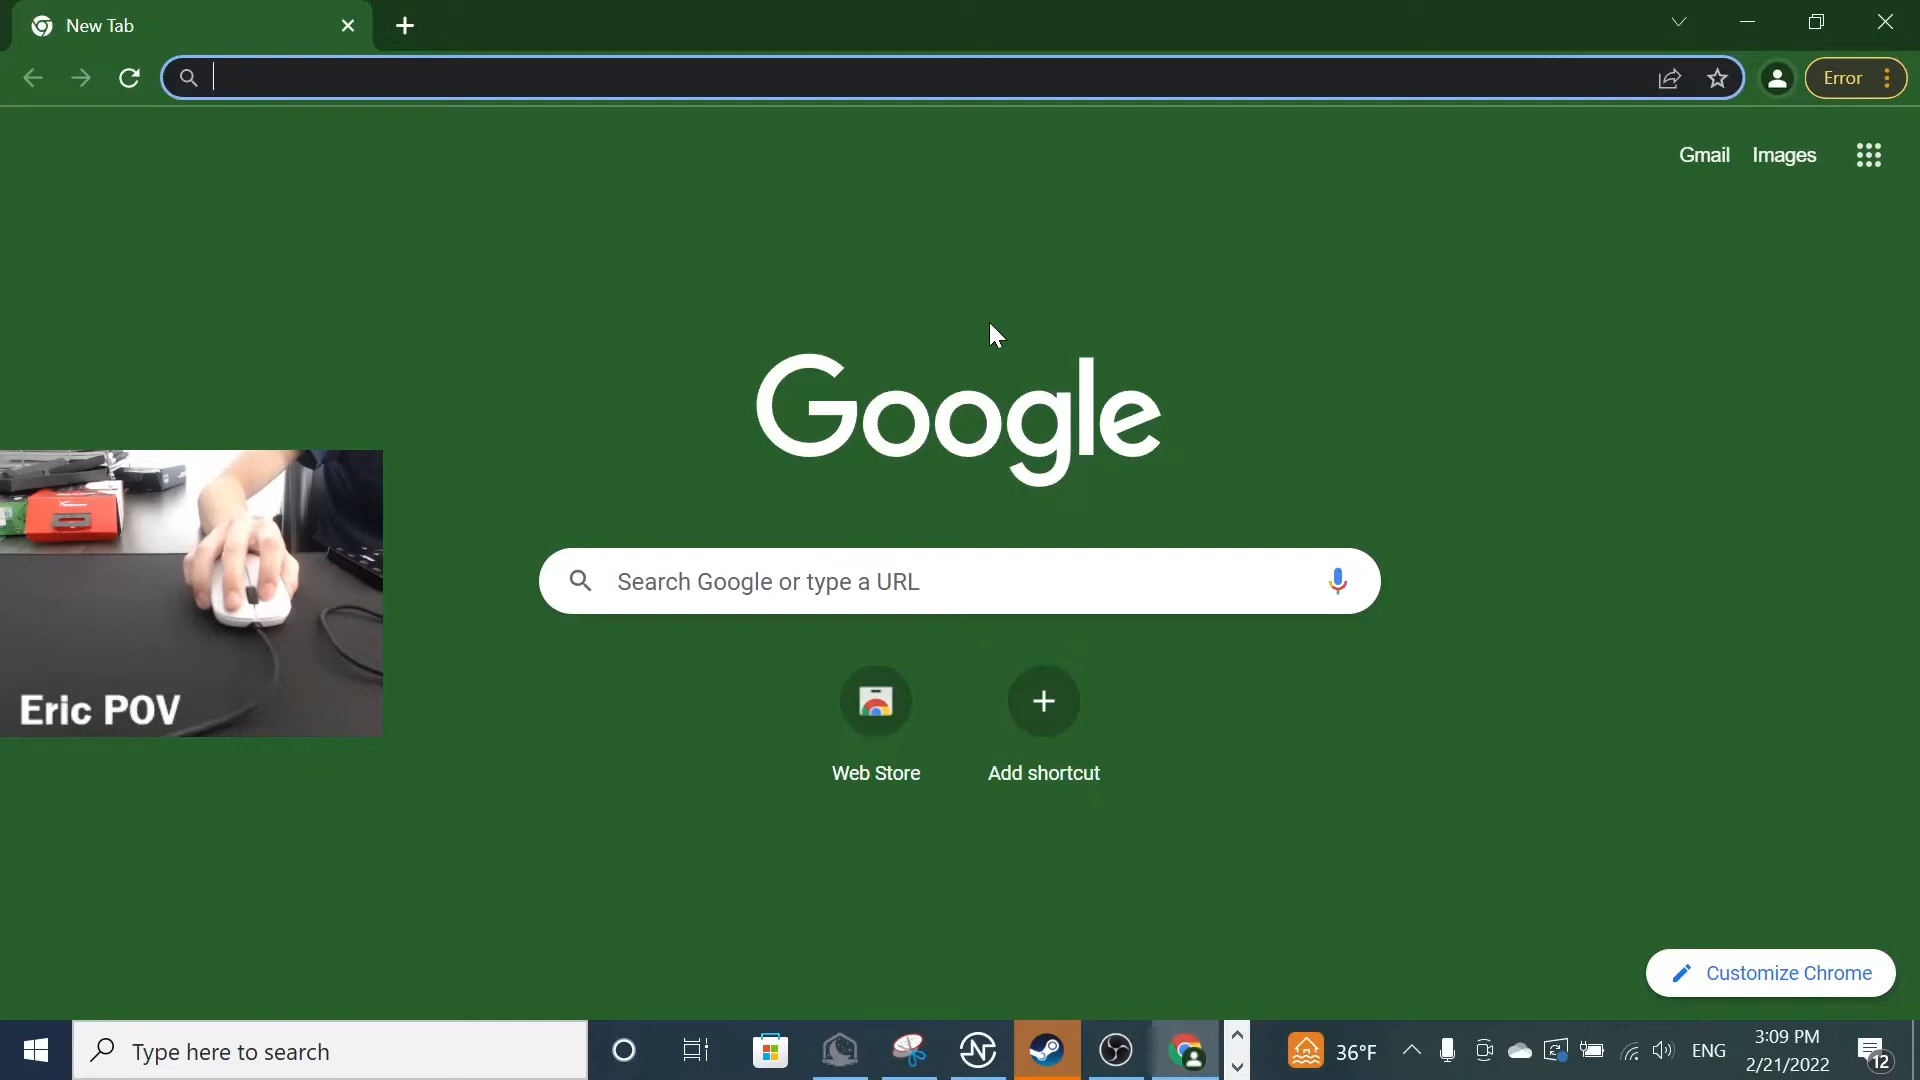 New Tab
Error
Gmail Images
Google
Search Google or type a URL
Web Store Add shortcut
Eric POV
Customize Chrome
Type here to search
36°F
ENG
3:09 PM
2/21/2022
12